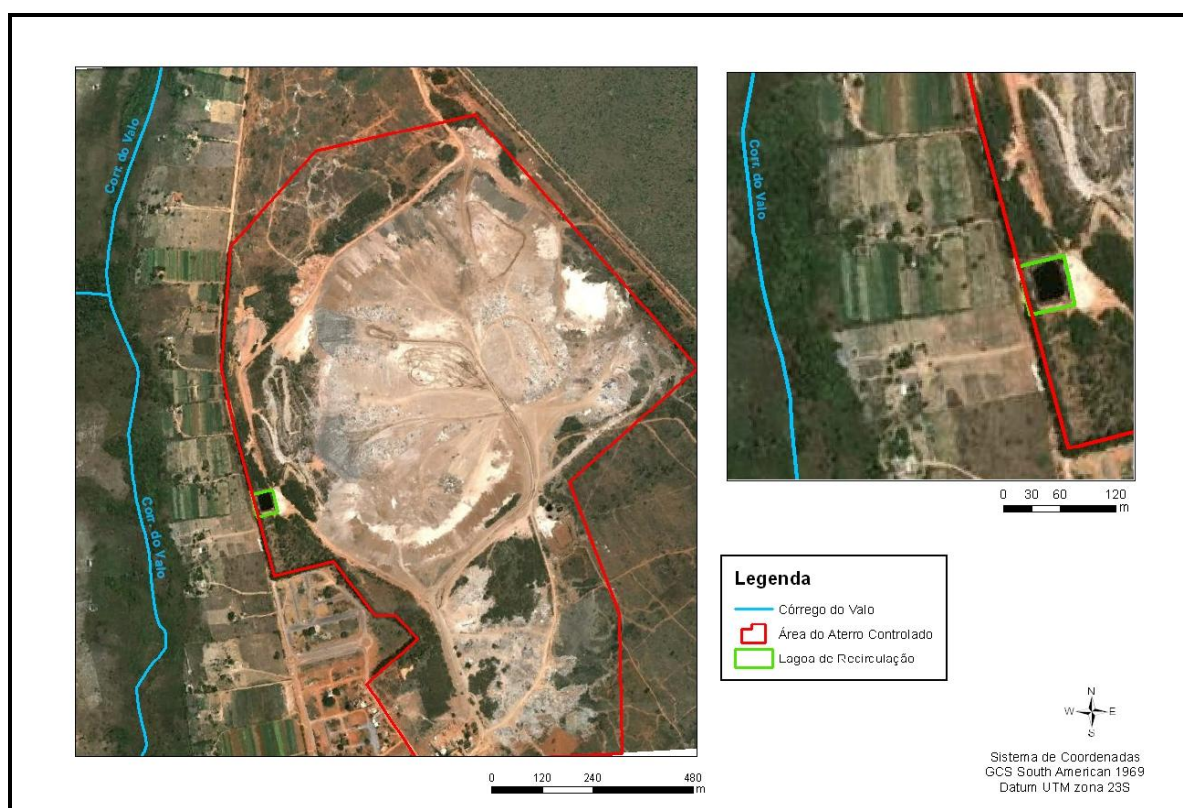 Corr. do Valo
Corr. do Valo
0 120 240 480
m
Corr. do Valo
0 30 60 120
m
Legenda
Córrego do Valo
Área do Aterro Controlado
Lagoa de Recirculação
N
W E
S
Sistema de Coordenadas
GCS South American 1969
Datum UTM zona 23S